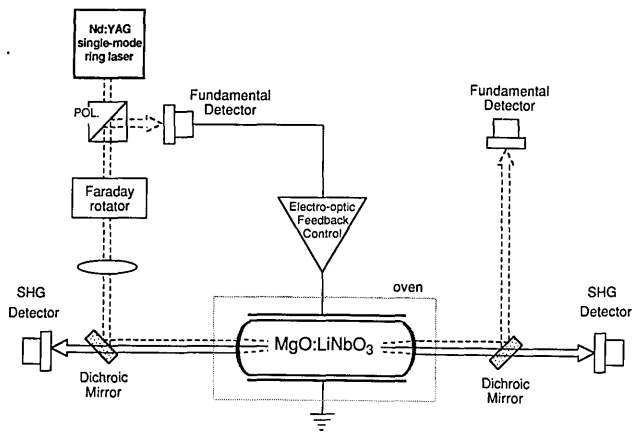 Nd:YAG
single-mode
ring laser
POL.
Fundamental
Detector
Fundamental
Detector
Faraday
rotator
Electro-optic
Feedback
Control
oven
SHG
Detector
SHG
Detector
MgO:LiNbO3
Dichroic
Mirror
Dichroic
Mirror